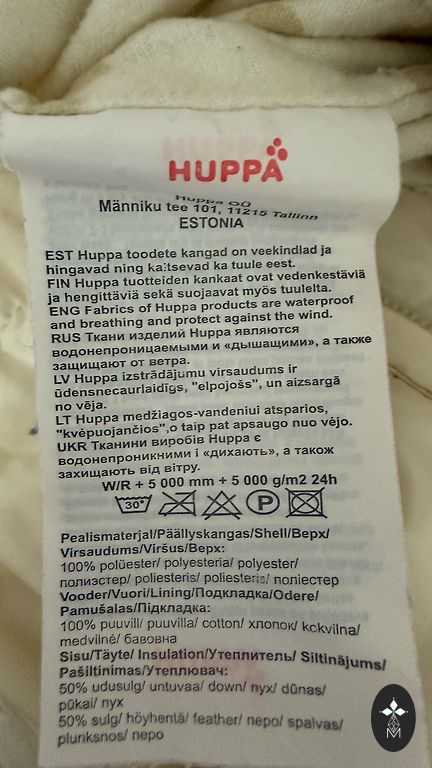 HUPPA
Huppa OÜ
Männiku tee 101, 11215 Tallinn
ESTONIA
EST Huppa toodete kangad on veekindlad ja
hingavad ning kaitsevad ka tuule eest.
FIN Huppa tuotteiden kankaat ovat vedenkestäviä
ja hengittäviä sekä suojaavat myös tuulelta.
ENG Fabrics of Huppa products are waterproof
and breathing and protect against the wind.
RUS Ткани изделий Huppa являются
водонепроницаемыми и «дышащими», а также
защищают от ветра.
LV Huppa izstrādājumu virsaudums ir
ūdensnecaurlaidīgs, "elpojošs", un aizsargā
no vēja.
LT Huppa medžiagos-vandeniui atsparios,
"kvėpuojančios",o taip pat apsaugo nuo vėjo.
UKR Тканини виробів Huppa є
водонепроникними і «дихають», а також
захищають від вітру.
W/R + 5 000 mm + 5 000 g/m2 24h
30° P
Pealismaterjal/Päällyskangas/Shell/Верх/
Virsaudums/Viršus/Верх:
100% polüester/ polyesteria/ polyester/
полиэстер/ poliesteris/ poliesteris/ поліестер
Vooder/Vuori/Lining/Подкладка/Odere/
Pamušalas/Підкладка:
100% puuvill/ puuvilla/ cotton/ хлопок/ kokvilna/
medvilnė/ бавовна
Sisu/Täyte/ Insulation/Утеплитель/ Siltinājums/
Pašiltinimas/Утеплювач:
50% udusulg/ untuvaa/ down/ пух/ dūnas/
pūkai/ пух
50% sulg/ höyhentä/ feather/ перо/ spalvas/
plunksnos/ перо